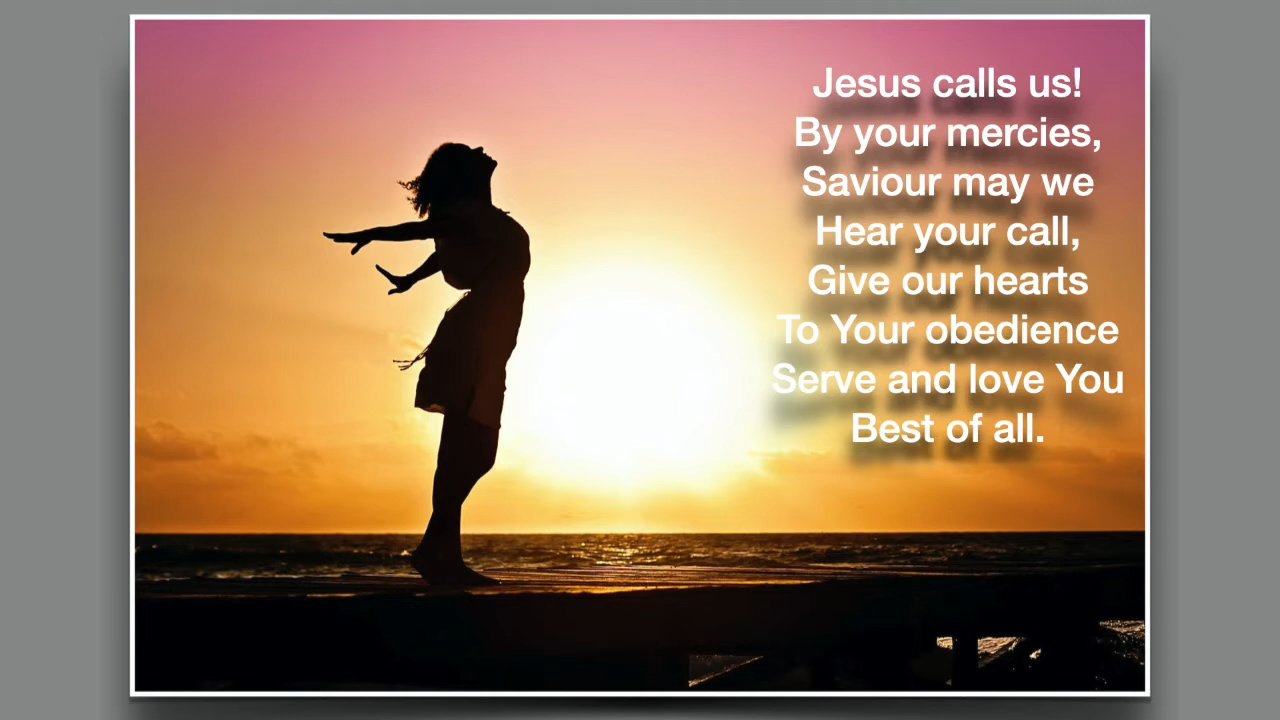 Jesus calls us!
By your mercies,
Saviour may we
Hear your call,
Give our hearts
To Your obedience
Serve and love You
Best of all.